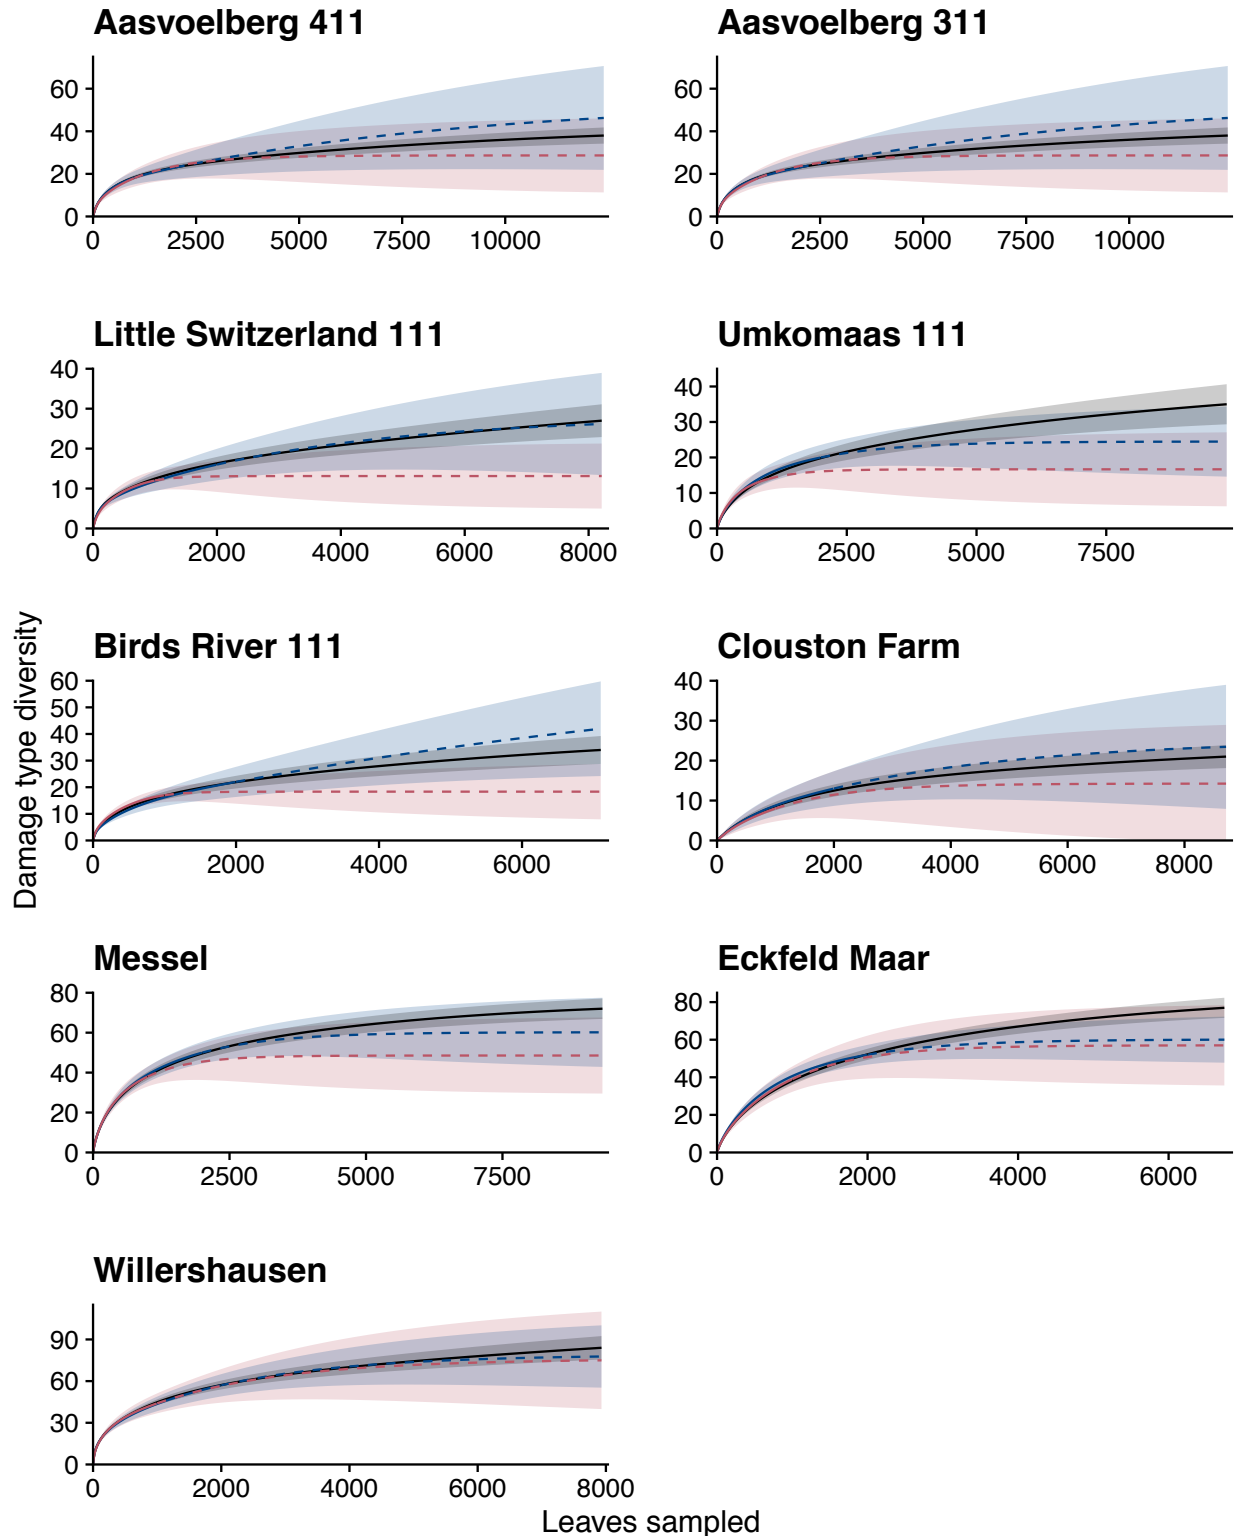 Aasvoelberg 411
60
40
20
0
0 2500 5000 7500 10000
Aasvoelberg 311
60
40
20
0
0 2500 5000 7500 10000
Little Switzerland 111
40
30
20
10
0
0 2000 4000 6000 8000
Umkomaas 111
40
30
20
10
0
0 2500 5000 7500
Damage type diversity
Birds River 111
60
50
40
30
20
10
0
0 2000 4000 6000
Clouston Farm
40
30
20
10
0
0 2000 4000 6000 8000
Messel
80
60
40
20
0
0 2500 5000 7500
Eckfeld Maar
80
60
40
20
0
0 2000 4000 6000
Willershausen
90
60
30
0
0 2000 4000 6000 8000
Leaves sampled